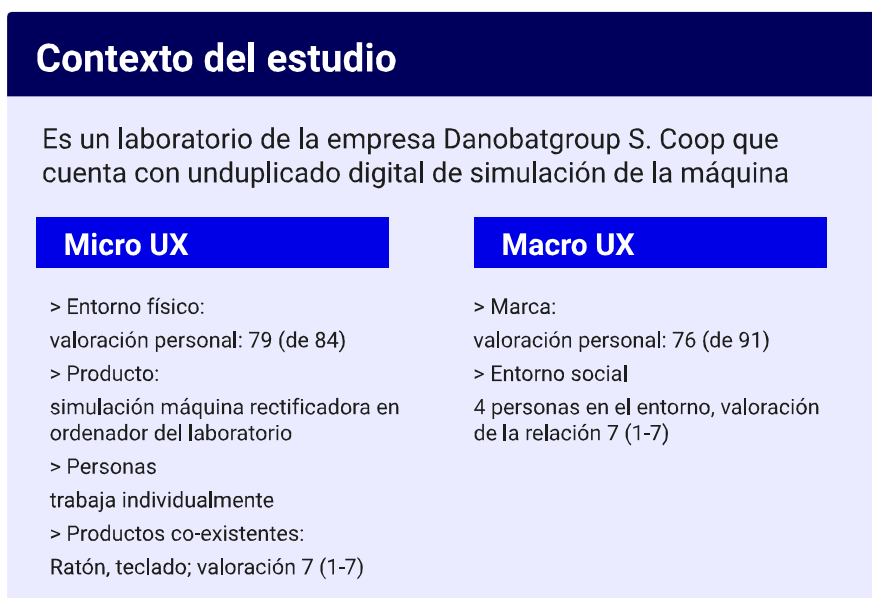 Contexto del estudio
Es un laboratorio de la empresa Danobatgroup S. Coop que
cuenta con unduplicado digital de simulación de la máquina
Micro UX
> Entorno físico:
valoración personal: 79 (de 84)
> Producto:
simulación máquina rectificadora en
ordenador del laboratorio
> Personas
trabaja individualmente
> Productos co-existentes:
Ratón, teclado; valoración 7 (1-7)
Macro UX
> Marca:
valoración personal: 76 (de 91)
> Entorno social
4 personas en el entorno, valoración
de la relación 7 (1-7)